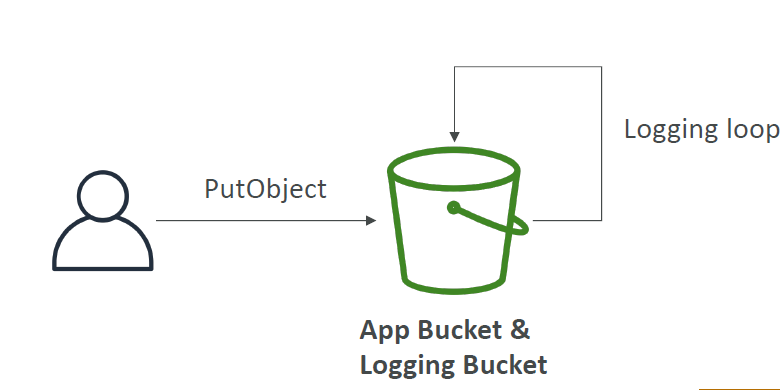 Logging loop
PutObject
App Bucket &
Logging Bucket